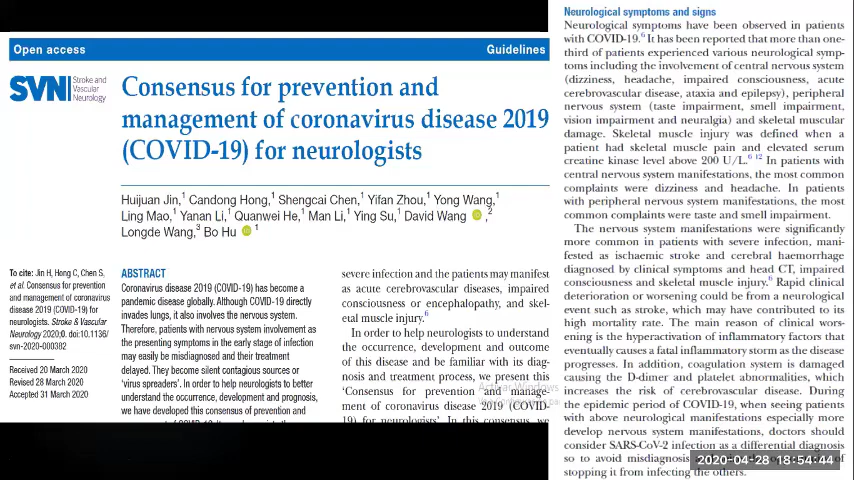 Open access
Guidelines
SVN
Stroke and
Vascular
Neurology
Consensus for prevention and
management of coronavirus disease 2019
(COVID-19) for neurologists
Huijuan Jin,1 Candong Hong,1 Shengcai Chen,1 Yifan Zhou,1 Yong Wang,1
Ling Mao,1 Yanan Li,1 Quanwei He,1 Man Li,1 Ying Su,1 David Wang ,2
Longde Wang,3 Bo Hu 1
To cite: Jin H, Hong C, Chen S,
et al. Consensus for prevention
and management of coronavirus
disease 2019 (COVID-19) for
neurologists. Stroke & Vascular
Neurology 2020;0. doi:10.1136/
svn-2020-000382
Received 20 March 2020
Revised 28 March 2020
Accepted 31 March 2020
ABSTRACT
Coronavirus disease 2019 (COVID-19) has become a
pandemic disease globally. Although COVID-19 directly
invades lungs, it also involves the nervous system.
Therefore, patients with nervous system involvement as
the presenting symptoms in the early stage of infection
may easily be misdiagnosed and their treatment
delayed. They become silent contagious sources or
'virus spreaders'. In order to help neurologists to better
understand the occurrence, development and prognosis,
we have developed this consensus of prevention and
severe infection and the patients may manifest
as acute cerebrovascular diseases, impaired
consciousness or encephalopathy, and skel-
etal muscle injury.6
In order to help neurologists to understand
the occurrence, development and outcome
of this disease and be familiar with its diag-
nosis and treatment process, we present this
'Consensus for prevention and manage-
ment of coronavirus disease 2019 (COVID-
19) for neurologists'. In this consensus, we
Activar Windows
Neurological symptoms and signs
Neurological symptoms have been observed in patients
with COVID-19.6 It has been reported that more than one-
third of patients experienced various neurological symp-
toms including the involvement of central nervous system
(dizziness, headache, impaired consciousness, acute
cerebrovascular disease, ataxia and epilepsy), peripheral
nervous system (taste impairment, smell impairment,
vision impairment and neuralgia) and skeletal muscular
damage. Skeletal muscle injury was defined when a
patient had skeletal muscle pain and elevated serum
creatine kinase level above 200 U/L.6 12 In patients with
central nervous system manifestations, the most common
complaints were dizziness and headache. In patients
with peripheral nervous system manifestations, the most
common complaints were taste and smell impairment.
The nervous system manifestations were significantly
more common in patients with severe infection, mani-
fested as ischaemic stroke and cerebral haemorrhage
diagnosed by clinical symptoms and head CT, impaired
consciousness and skeletal muscle injury.6 Rapid clinical
deterioration or worsening could be from a neurological
event such as stroke, which may have contributed to its
high mortality rate. The main reason of clinical wors-
ening is the hyperactivation of inflammatory factors that
eventually causes a fatal inflammatory storm as the disease
progresses. In addition, coagulation system is damaged
causing the D-dimer and platelet abnormalities, which
increases the risk of cerebrovascular disease. During
the epidemic period of COVID-19, when seeing patients
with above neurological manifestations especially more
develop nervous system manifestations, doctors should
consider SARS-CoV-2 infection as a differential diagnosis
so to avoid misdiagnosis of
stopping it from infecting the others.
2020-04-28 18:54:44